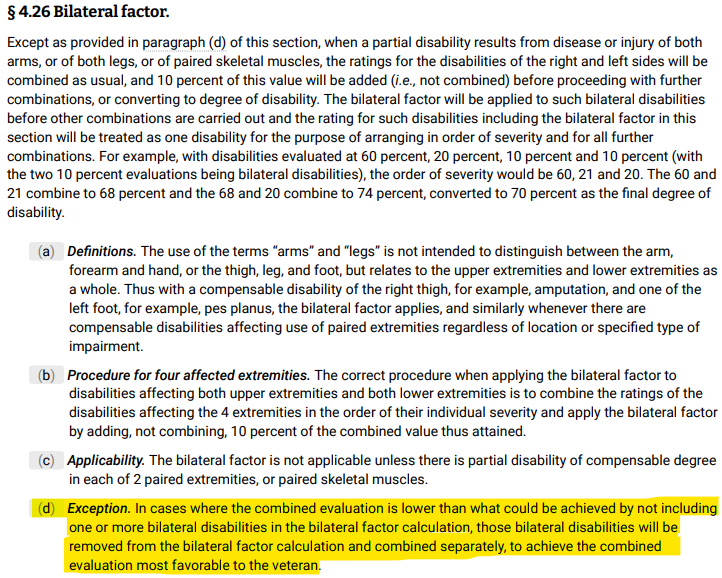 § 4.26 Bilateral factor.
Except as provided in paragraph (d) of this section, when a partial disability results from disease or injury of both
arms, or of both legs, or of paired skeletal muscles, the ratings for the disabilities of the right and left sides will be
combined as usual, and 10 percent of this value will be added (i.e., not combined) before proceeding with further
combinations, or converting to degree of disability. The bilateral factor will be applied to such bilateral disabilities
before other combinations are carried out and the rating for such disabilities including the bilateral factor in this
section will be treated as one disability for the purpose of arranging in order of severity and for all further
combinations. For example, with disabilities evaluated at 60 percent, 20 percent, 10 percent and 10 percent (with
the two 10 percent evaluations being bilateral disabilities), the order of severity would be 60, 21 and 20. The 60 and
21 combine to 68 percent and the 68 and 20 combine to 74 percent, converted to 70 percent as the final degree of
disability.
(a) Definitions. The use of the terms “arms” and “legs” is not intended to distinguish between the arm,
forearm and hand, or the thigh, leg, and foot, but relates to the upper extremities and lower extremities as
a whole. Thus with a compensable disability of the right thigh, for example, amputation, and one of the
left foot, for example, pes planus, the bilateral factor applies, and similarly whenever there are
compensable disabilities affecting use of paired extremities regardless of location or specified type of
impairment.
(b) Procedure for four affected extremities. The correct procedure when applying the bilateral factor to
disabilities affecting both upper extremities and both lower extremities is to combine the ratings of the
disabilities affecting the 4 extremities in the order of their individual severity and apply the bilateral factor
by adding, not combining, 10 percent of the combined value thus attained.
(c) Applicability. The bilateral factor is not applicable unless there is partial disability of compensable degree
in each of 2 paired extremities, or paired skeletal muscles.
(d) Exception. In cases where the combined evaluation is lower than what could be achieved by not including
one or more bilateral disabilities in the bilateral factor calculation, those bilateral disabilities will be
removed from the bilateral factor calculation and combined separately, to achieve the combined
evaluation most favorable to the veteran.